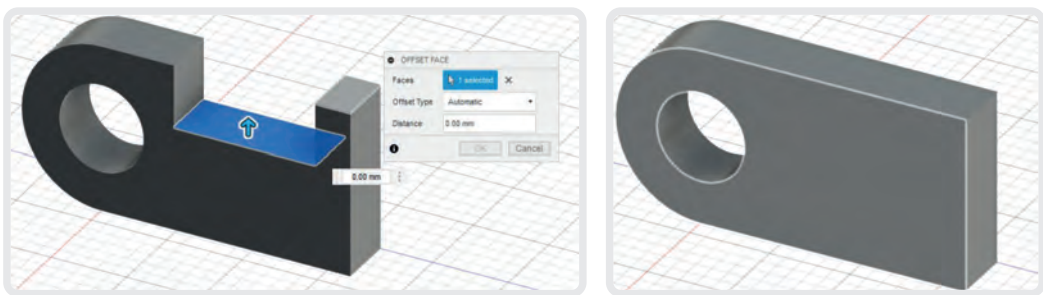 OFFSET FACE
Faces 1 selected
Offset Type Automatic
Distance 0.00 mm
OK Cancel
0.00 mm